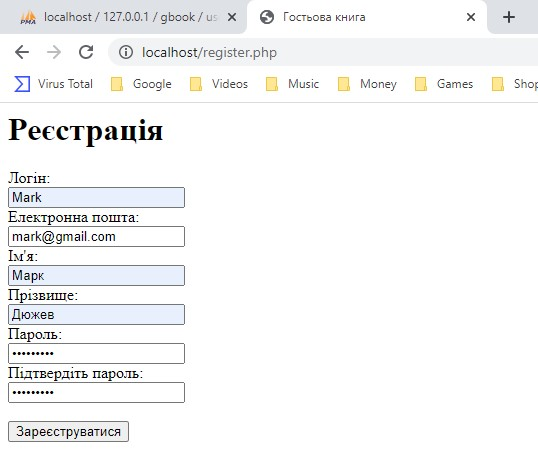 localhost / 127.0.0.1 / gbook / us
Гостьова книга
localhost/register.php
Virus Total Google Videos Music Money Games Shop
Реєстрація
Логін:
Mark
Електронна пошта:
mark@gmail.com
Ім'я:
Марк
Прізвище:
Дюжев
Пароль:
•••••••••
Підтвердіть пароль:
•••••••••
Зареєструватися